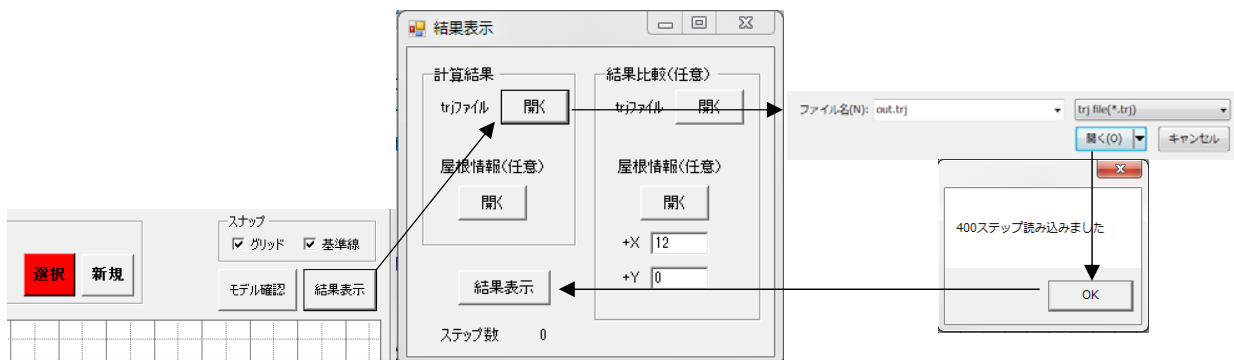 選択
新規
スナップ
グリッド
基準線
モデル確認
結果表示
結果表示
計算結果
trjファイル
開く
屋根情報(任意)
開く
結果表示
ステップ数 0
結果比較(任意)
trjファイル
開く
屋根情報(任意)
開く
+X 12
+Y 0
ファイル名(N): out.trj
trj file(*.trj)
開く(O)
キャンセル
400ステップ読み込みました
OK